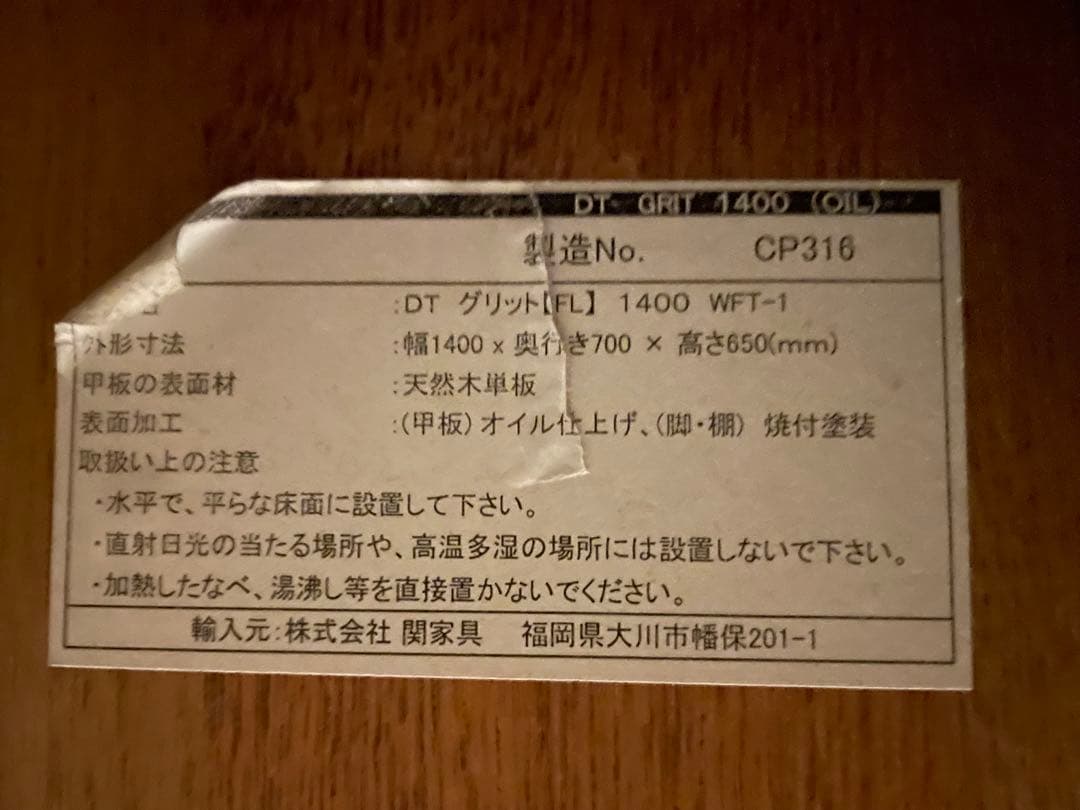 DT GRIT 1400 (OIL)
製造No. CP316
:DT グリット【FL】 1400 WFT-1
外形寸法 :幅1400 x 奥行き700 × 高さ650(mm)
甲板の表面材 :天然木単板
表面加工 :(甲板)オイル仕上げ、(脚・棚) 焼付塗装
取扱い上の注意
・水平で、平らな床面に設置して下さい。
・直射日光の当たる場所や、高温多湿の場所には設置しないで下さい。
・加熱したなべ、湯沸し等を直接置かないでください。
輸入元:株式会社 関家具 福岡県大川市幡保201-1